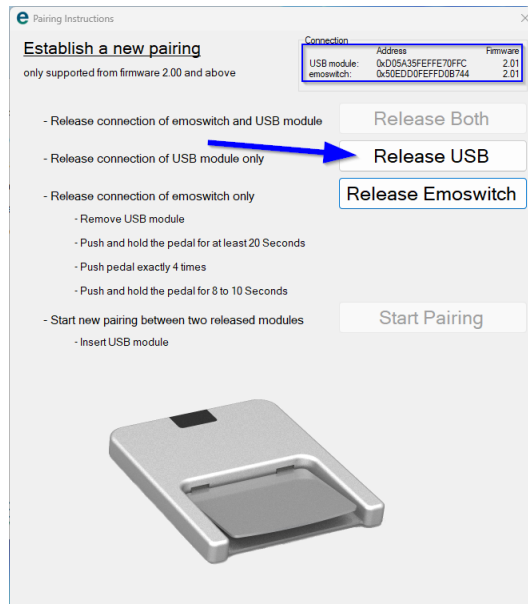 Pairing Instructions
Establish a new pairing
only supported from firmware 2.00 and above
Connection
Address Firmware
USB module: 0xD05A35FEFFE70FFC 2.01
emoswitch: 0x50EDD0FEFFD0B744 2.01
- Release connection of emoswitch and USB module Release Both
- Release connection of USB module only Release USB
- Release connection of emoswitch only Release Emoswitch
- Remove USB module
- Push and hold the pedal for at least 20 Seconds
- Push pedal exactly 4 times
- Push and hold the pedal for 8 to 10 Seconds
- Start new pairing between two released modules Start Pairing
- Insert USB module